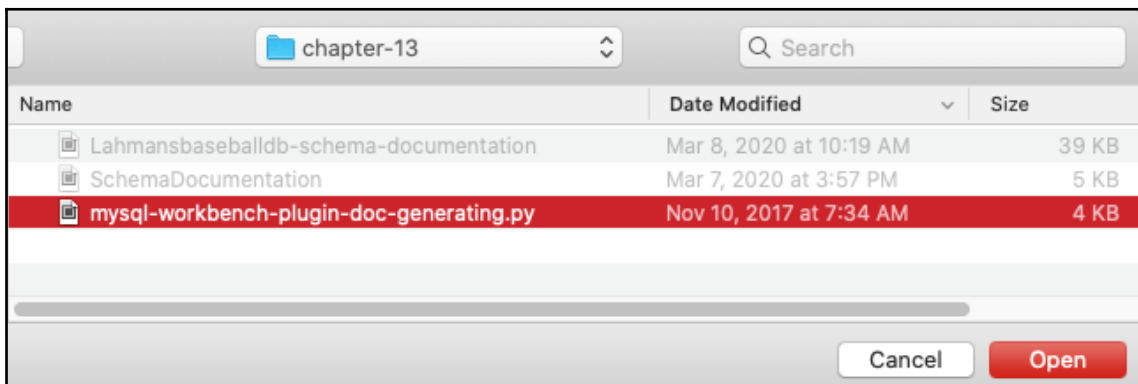 chapter-13 Search
Name Date Modified Size
Lahmansbaseballdb-schema-documentation Mar 8, 2020 at 10:19 AM 39 KB
SchemaDocumentation Mar 7, 2020 at 3:57 PM 5 KB
mysql-workbench-plugin-doc-generating.py Nov 10, 2017 at 7:34 AM 4 KB
Cancel Open